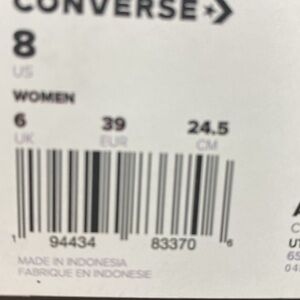 CONVERSE
8
US
WOMEN
6 39 24.5
UK EUR CM
1 94434 83370 6
MADE IN INDONESIA
FABRIQUE EN INDONESIE